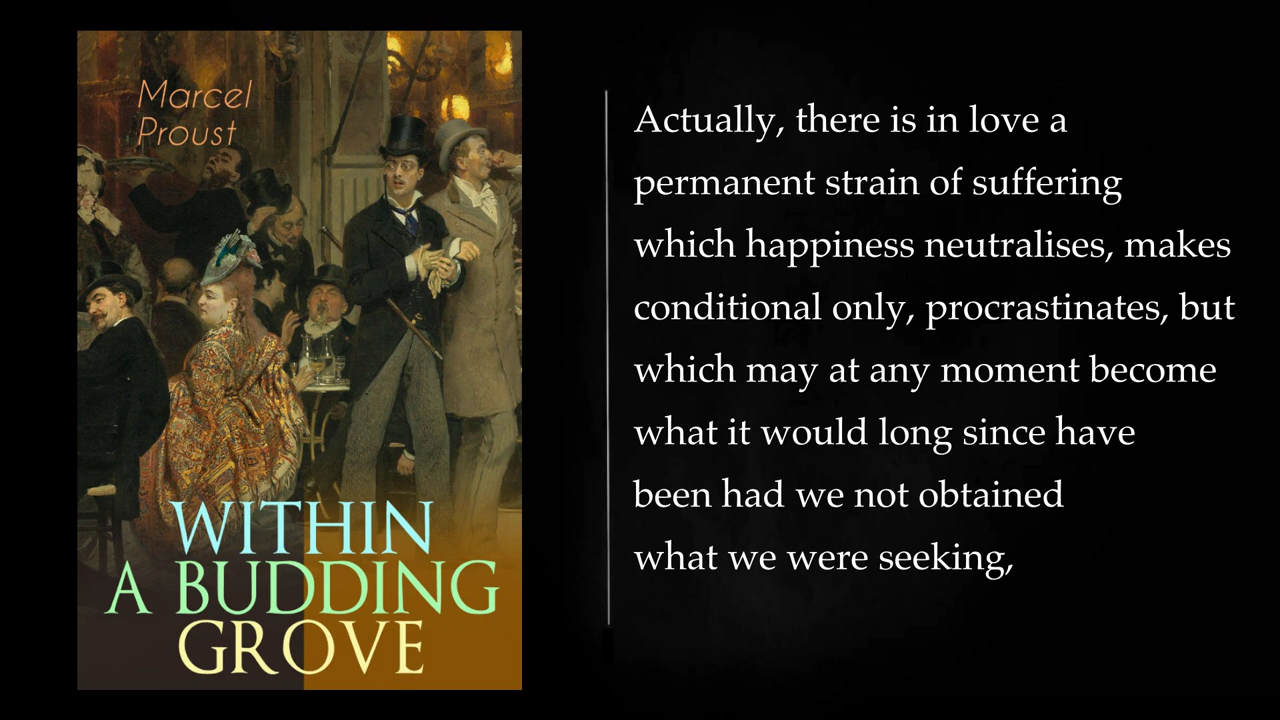 Marcel
Proust
WITHIN
A BUDDING
GROVE
Actually, there is in love a
permanent strain of suffering
which happiness neutralises, makes
conditional only, procrastinates, but
which may at any moment become
what it would long since have
been had we not obtained
what we were seeking,